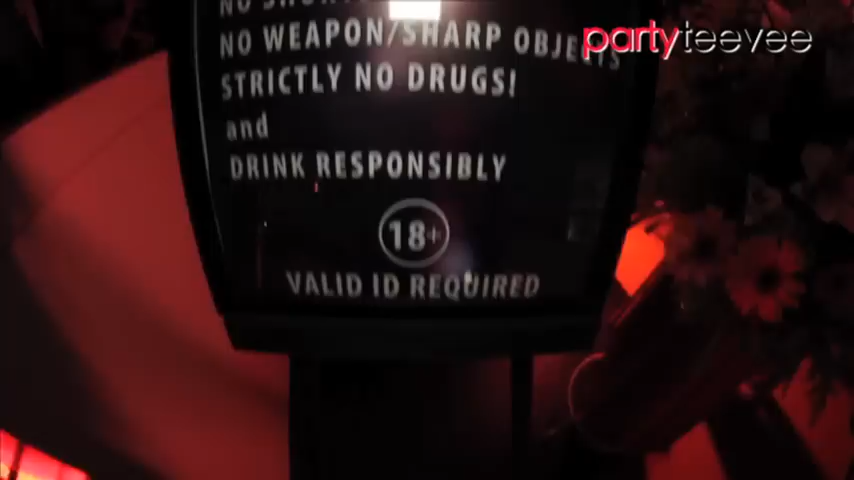 partyteevee
NO WEAPON/SHARP OBJECTS
STRICTLY NO DRUGS!
and
DRINK RESPONSIBLY
18+
VALID ID REQUIRED